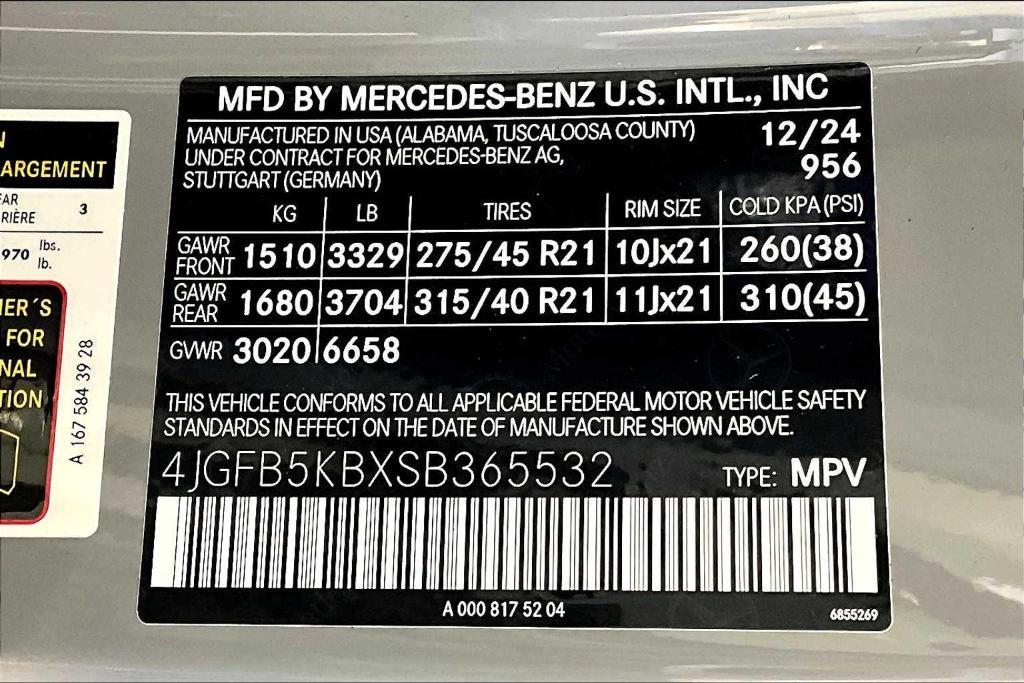 MFD BY MERCEDES-BENZ U.S. INTL., INC
MANUFACTURED IN USA (ALABAMA, TUSCALOOSA COUNTY) 12/24
UNDER CONTRACT FOR MERCEDES-BENZ AG, 956
STUTTGART (GERMANY)
KG LB TIRES RIM SIZE COLD KPA (PSI)
GAWR FRONT 1510 3329 275/45 R21 10Jx21 260(38)
GAWR REAR 1680 3704 315/40 R21 11Jx21 310(45)
GVWR 3020 6658
THIS VEHICLE CONFORMS TO ALL APPLICABLE FEDERAL MOTOR VEHICLE SAFETY
STANDARDS IN EFFECT ON THE DATE OF MANUFACTURE SHOWN ABOVE.
4JGFB5KBXSB365532 TYPE: MPV
A 000 817 52 04 6855269
ARGEMENT
3
RIÈRE
970 lbs.
lb.
FOR
A 167 584 39 28